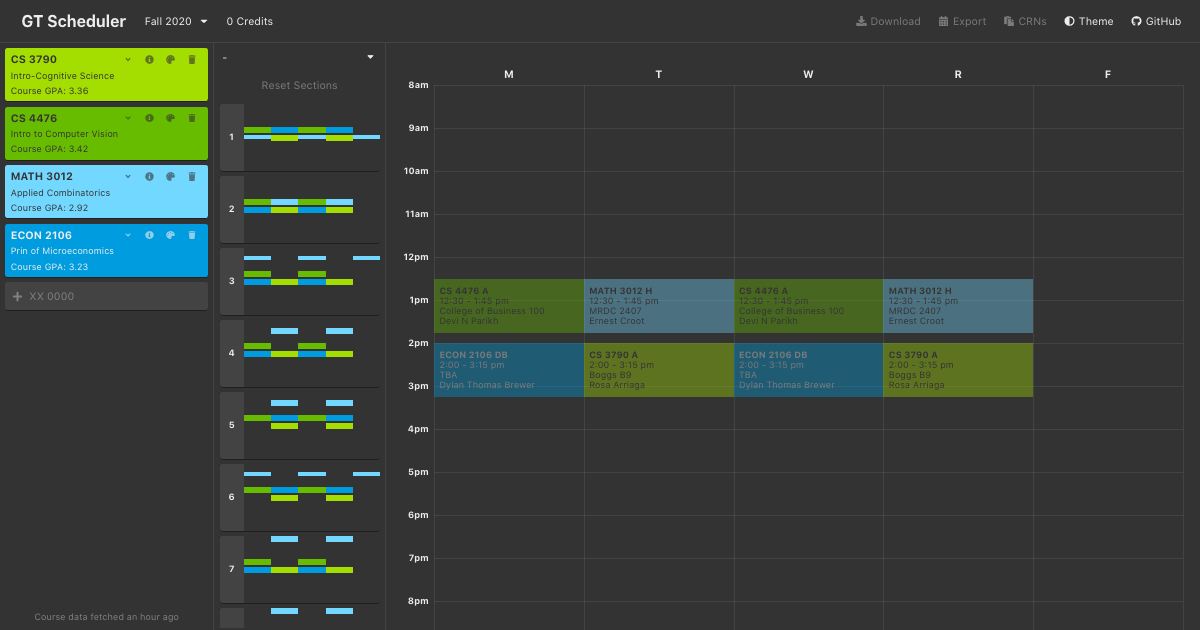 GT Scheduler Fall 2020 0 Credits Download Export CRNs Theme GitHub
CS 3790
Intro-Cognitive Science
Course GPA: 3.36
CS 4476
Intro to Computer Vision
Course GPA: 3.42
MATH 3012
Applied Combinatorics
Course GPA: 2.92
ECON 2106
Prin of Microeconomics
Course GPA: 3.23
XX 0000
Course data fetched an hour ago
-
Reset Sections
1
2
3
4
5
6
7
M T W R F
8am
9am
10am
11am
12pm
1pm
2pm
3pm
4pm
5pm
6pm
7pm
8pm
CS 4476 A
12:30 - 1:45 pm
College of Business 100
Devi N Parikh
MATH 3012 H
12:30 - 1:45 pm
MRDC 2407
Ernest Croot
CS 4476 A
12:30 - 1:45 pm
College of Business 100
Devi N Parikh
MATH 3012 H
12:30 - 1:45 pm
MRDC 2407
Ernest Croot
ECON 2106 DB
2:00 - 3:15 pm
TBA
Dylan Thomas Brewer
CS 3790 A
2:00 - 3:15 pm
Boggs B9
Rosa Arriaga
ECON 2106 DB
2:00 - 3:15 pm
TBA
Dylan Thomas Brewer
CS 3790 A
2:00 - 3:15 pm
Boggs B9
Rosa Arriaga